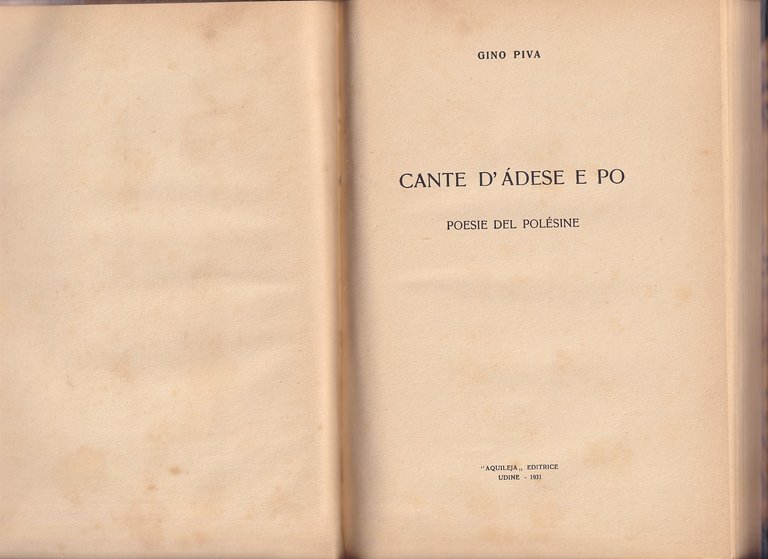 GINO PIVA
CANTE D'ÁDESE E PO
POESIE DEL POLÉSINE
"AQUILEJA„ EDITRICE
UDINE - 1931